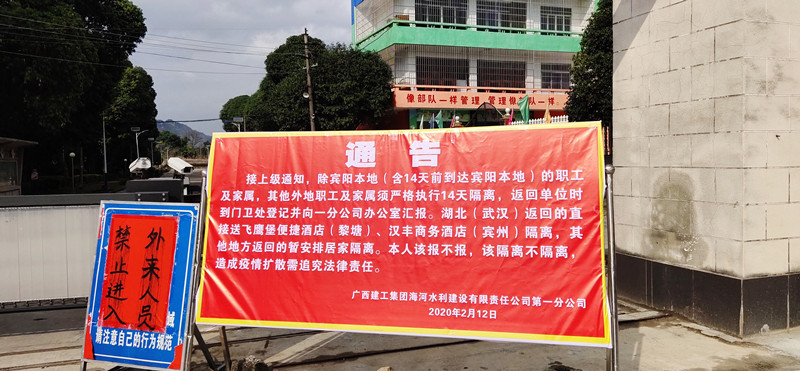 像部队一样管理 管理像部队一样
通告
接上级通知，除宾阳本地（含14天前到达宾阳本地）的职工
及家属，其他外地职工及家属须严格执行14天隔离，返回单位时
到门卫处登记并向一分公司办公室汇报。湖北（武汉）返回的直
接送飞鹰堡便捷酒店（黎塘）、汉丰商务酒店（宾州）隔离，其
他地方返回的暂安排居家隔离。本人该报不报，该隔离不隔离，
造成疫情扩散需追究法律责任。
广西建工集团海河水利建设有限责任公司第一分公司
2020年2月12日
外来人员
禁止进入
域
请注意自己的行为规范